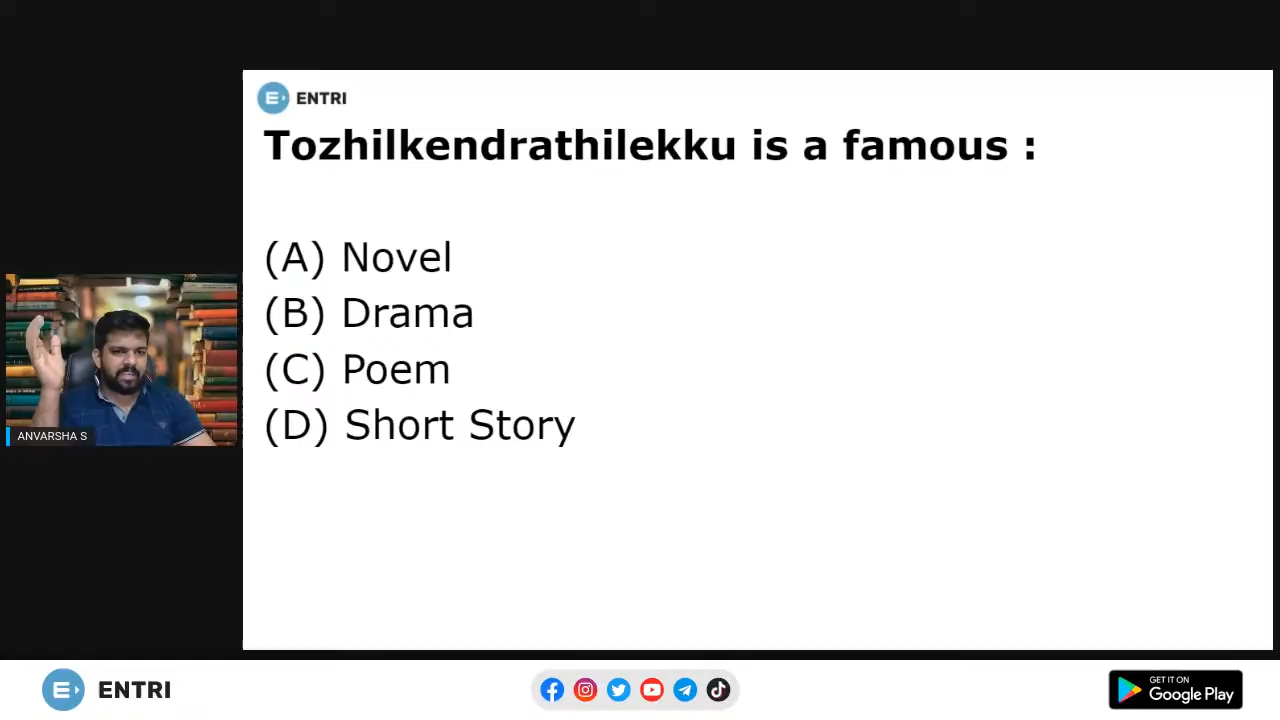 ENTRI
Tozhilkendrathilekku is a famous :
(A) Novel
(B) Drama
(C) Poem
(D) Short Story
ANVARSHA S
ENTRI
GET IT ON
Google Play